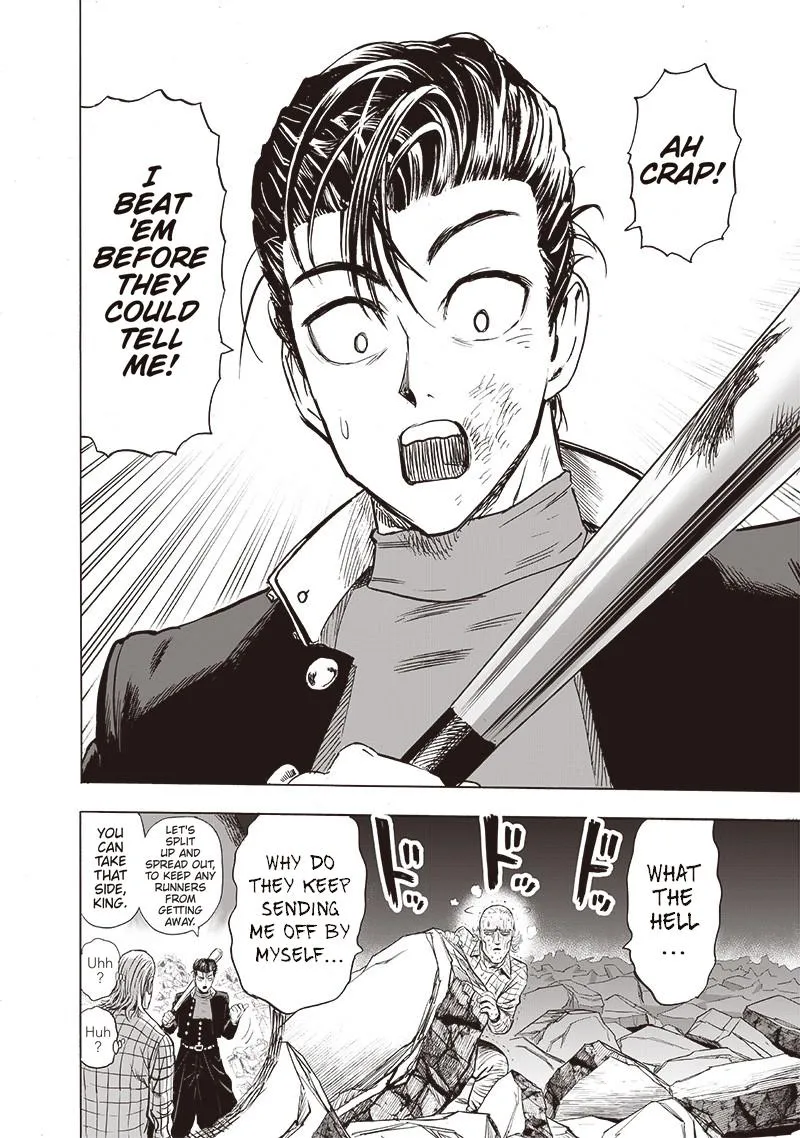 AH
CRAP!
I
BEAT
'EM
BEFORE
THEY
COULD
TELL
ME!
WHAT
THE
HELL
...
ドドド
WHY DO
THEY KEEP
SENDING
ME OFF BY
MYSELF...
LET'S
SPLIT
UP AND
SPREAD OUT,
TO KEEP ANY
RUNNERS
FROM
GETTING
AWAY.
YOU
CAN
TAKE
THAT
SIDE,
KING.
Uhh
?
Huh
?